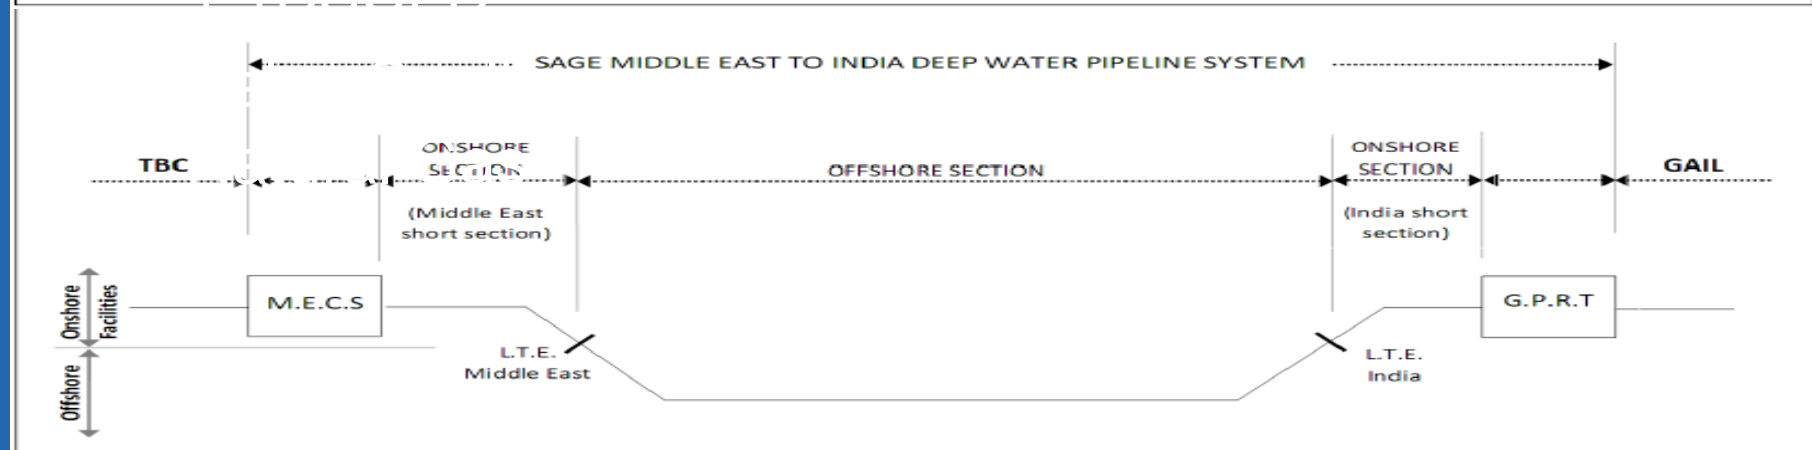 SAGE MIDDLE EAST TO INDIA DEEP WATER PIPELINE SYSTEM
TBC
ONSHORE
SECTION
(Middle East
short section)
OFFSHORE SECTION
ONSHORE
SECTION
(India short
section)
GAIL
Onshore
Facilities
Offshore
M.E.C.S
L.T.E.
Middle East
L.T.E.
India
G.P.R.T